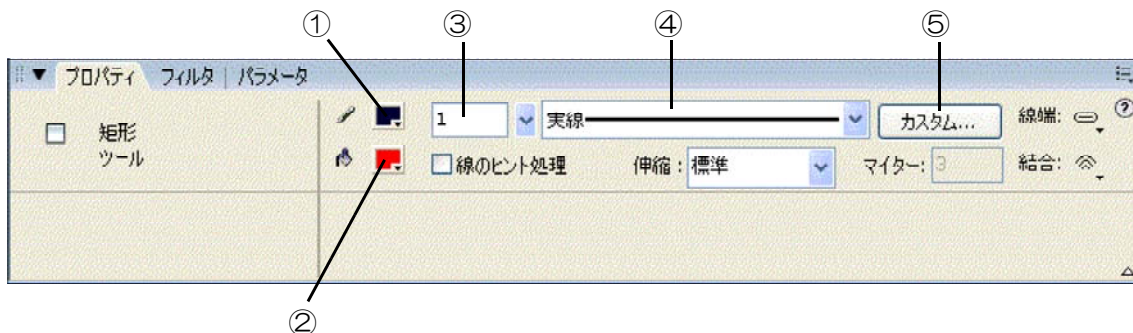 ① ③ ④ ⑤
プロパティ フィルタ | パラメータ
矩形
ツール
1 実線 カスタム... 線端:
線のヒント処理 伸縮: 標準 マイター: 3 結合:
②